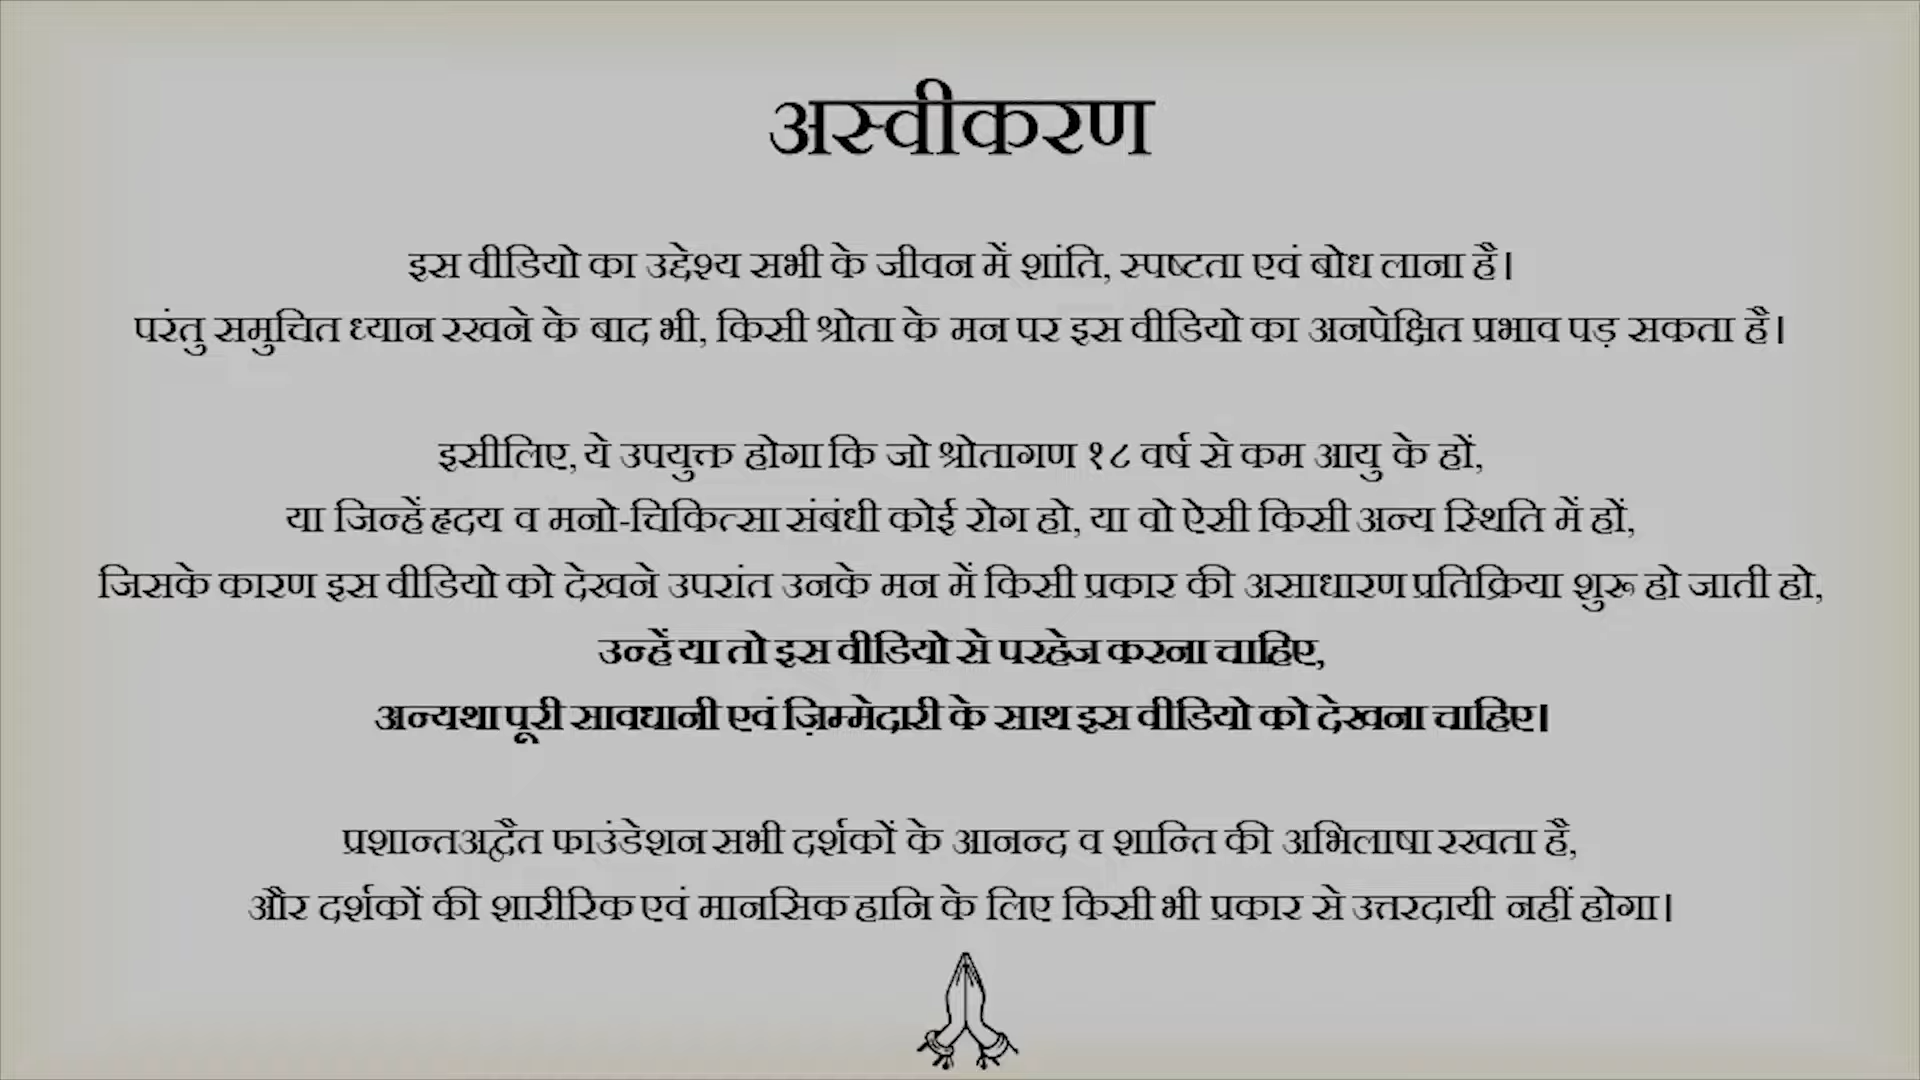 अस्वीकरण
इस वीडियो का उद्देश्य सभी के जीवन में शांति, स्पष्टता एवं बोध लाना है।
परंतु समुचित ध्यान रखने के बाद भी, किसी श्रोता के मन पर इस वीडियो का अनपेक्षित प्रभाव पड़ सकता है।
इसीलिए, ये उपयुक्त होगा कि जो श्रोतागण १८ वर्ष से कम आयु के हों,
या जिन्हें हृदय व मनो-चिकित्सा संबंधी कोई रोग हो, या वो ऐसी किसी अन्य स्थिति में हों,
जिसके कारण इस वीडियो को देखने उपरांत उनके मन में किसी प्रकार की असाधारण प्रतिक्रिया शुरू हो जाती हो,
उन्हें या तो इस वीडियो से परहेज करना चाहिए,
अन्यथा पूरी सावधानी एवं ज़िम्मेदारी के साथ इस वीडियो को देखना चाहिए।
प्रशान्तअद्वैत फाउंडेशन सभी दर्शकों के आनन्द व शान्ति की अभिलाषा रखता है,
और दर्शकों की शारीरिक एवं मानसिक हानि के लिए किसी भी प्रकार से उत्तरदायी नहीं होगा।